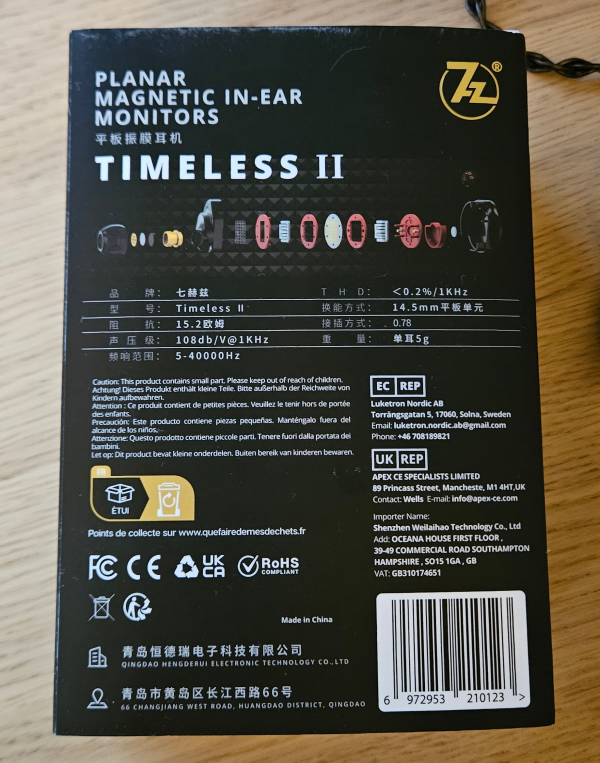 PLANAR
MAGNETIC IN-EAR
MONITORS
平板振膜耳机
TIMELESS II
7Hz®
品 牌: 七赫兹
型 号: Timeless II
阻 抗: 15.2欧姆
声 压 级: 108db/V@1KHz
频响范围: 5-40000Hz
T H D: <0.2%/1KHz
换能方式: 14.5mm平板单元
接插方式: 0.78
重 量: 单耳5g
Caution: This product contains small part. Please keep out of reach of children.
Achtung! Dieses Produkt enthält kleine Teile. Bitte außerhalb der Reichweite von
Kindern aufbewahren.
Attention : Ce produit contient de petites pièces. Veuillez le tenir hors de portée
des enfants.
Precaución: Este producto contiene piezas pequeñas. Manténgalo fuera del
alcance de los niños,
Attenzione: Questo prodotto contiene piccole parti. Tenere fuori dalla portata dei
bambini.
Let op: Dit product bevat kleine onderdelen. Buiten bereik van kinderen bewaren.
FR
ÉTUI
Points de collecte sur www.quefairedemesdechets.fr
FC CE UK CA RoHS
COMPLIANT
EC REP
Luketron Nordic AB
Torrångsgatan 5, 17060, Solna, Sweden
Email: luketron.nordic.ab@gmail.com
Phone: +46 708189821
UK REP
APEX CE SPECIALISTS LIMITED
89 Princass Street, Mancheste, M1 4HT,UK
Contact: Wells E-mail: info@apex-ce.com
Importer Name:
Shenzhen Weilaihao Technology Co., Ltd
Add: OCEANA HOUSE FIRST FLOOR ,
39-49 COMMERCIAL ROAD SOUTHAMPTON
HAMPSHIRE , SO15 1GA , GB
VAT: GB310174651
Made in China
青岛恒德瑞电子科技有限公司
QINGDAO HENGDERUI ELECTRONIC TECHNOLOGY CO.,LTD
青岛市黄岛区长江西路66号
66 CHANGJIANG WEST ROAD, HUANGDAO DISTRICT, QINGDAO
6 972953 210123 >